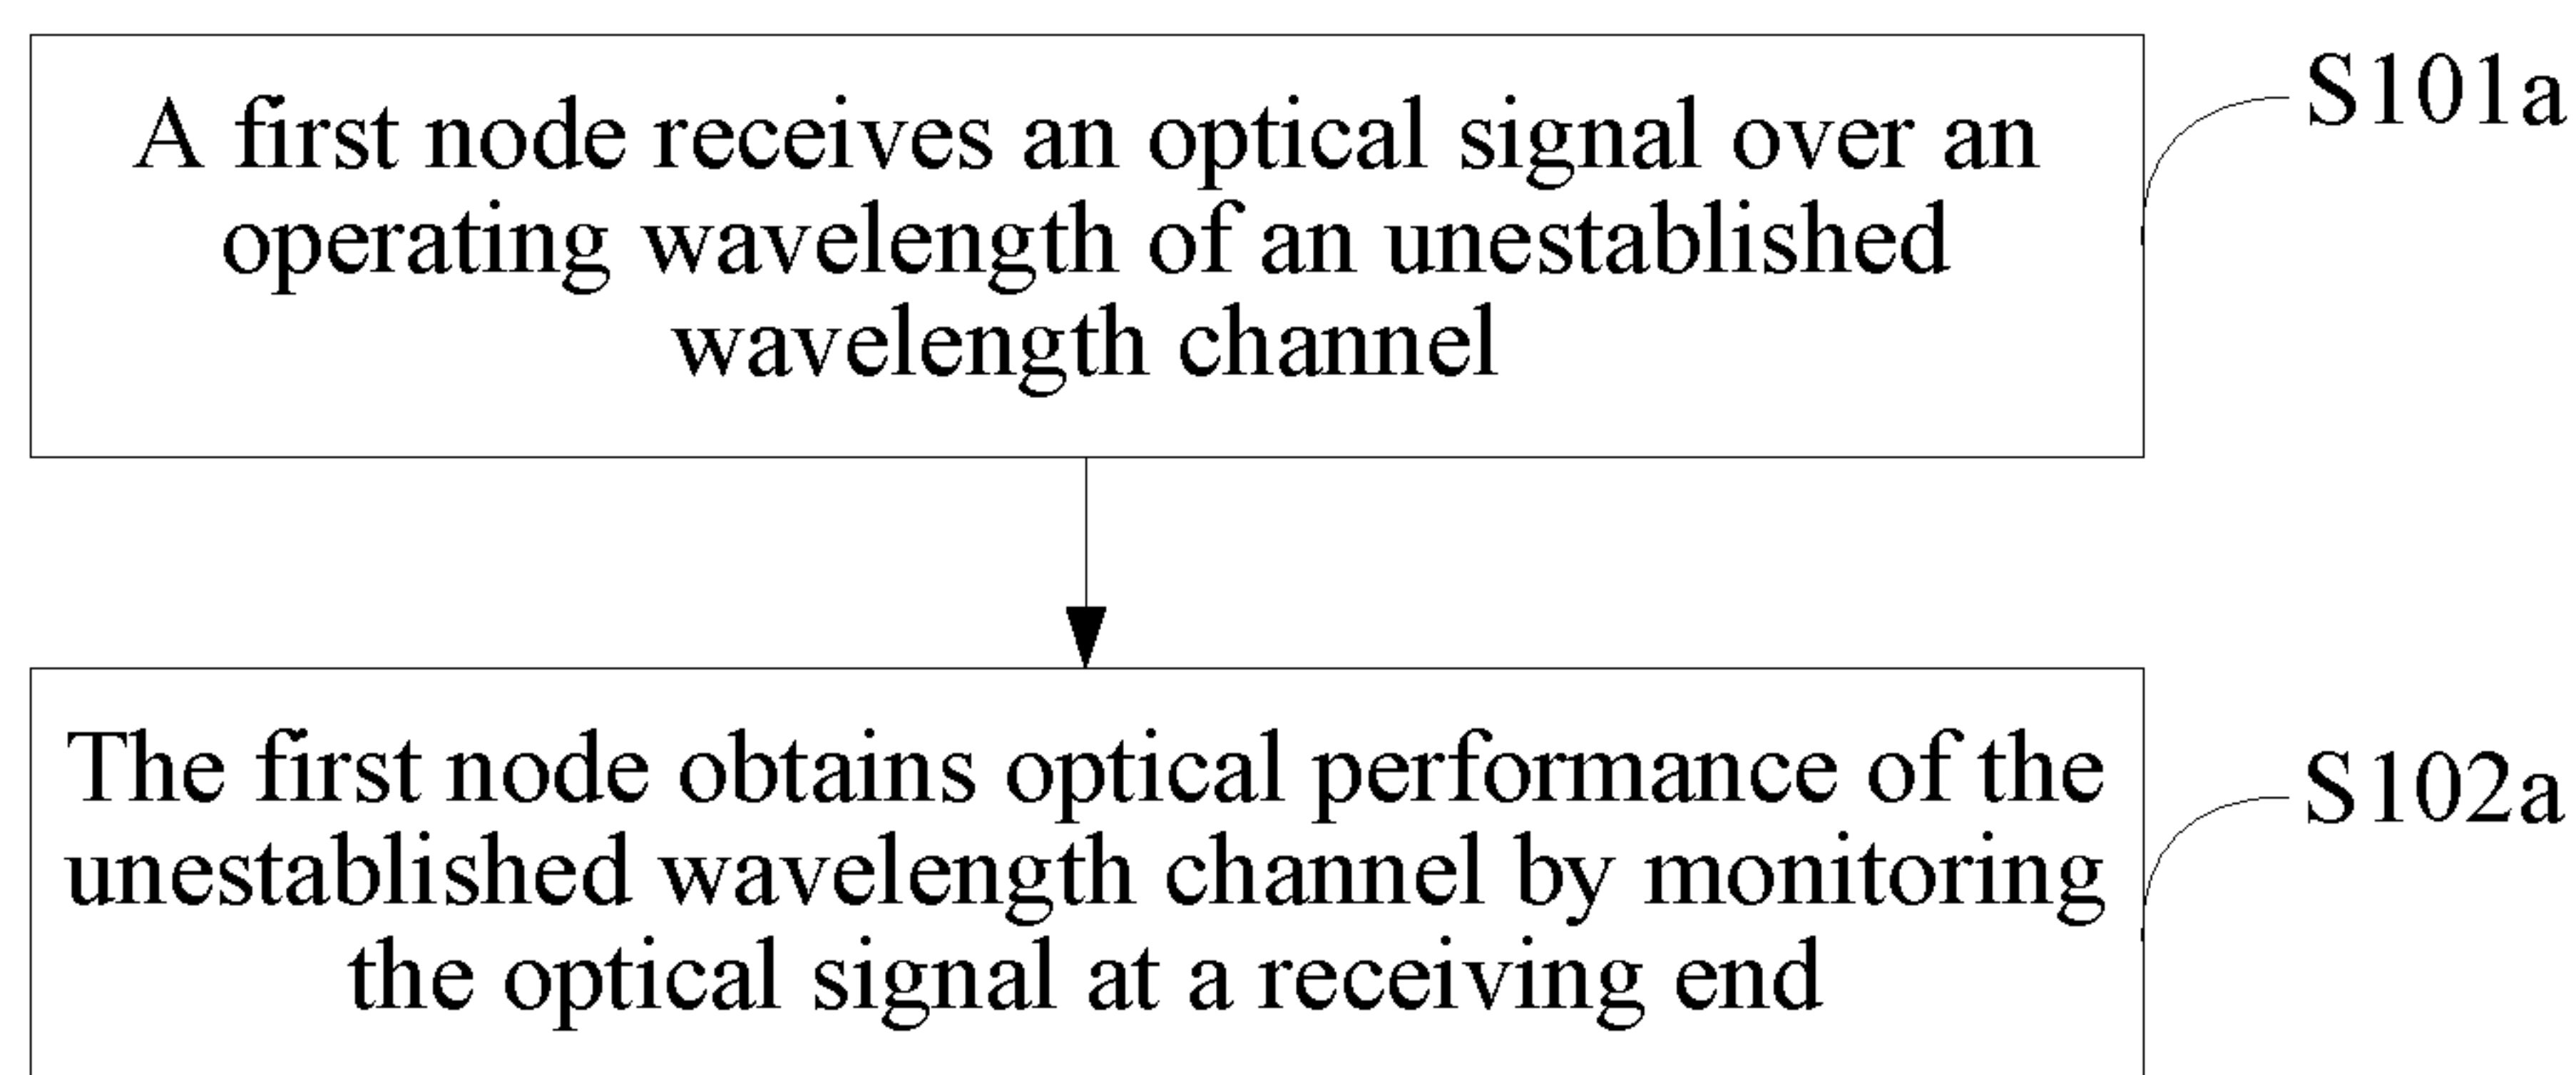 A first node receives an optical signal over an
operating wavelength of an unestablished
wavelength channel
S101a
The first node obtains optical performance of the
unestablished wavelength channel by monitoring
the optical signal at a receiving end
S102a